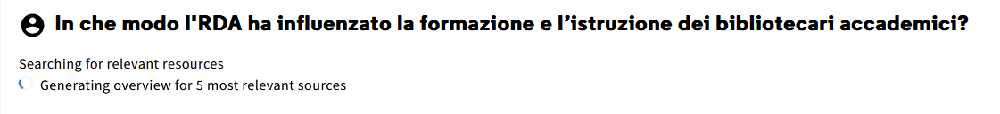 In che modo l'RDA ha influenzato la formazione e l’istruzione dei bibliotecari accademici?
Searching for relevant resources
Generating overview for 5 most relevant sources